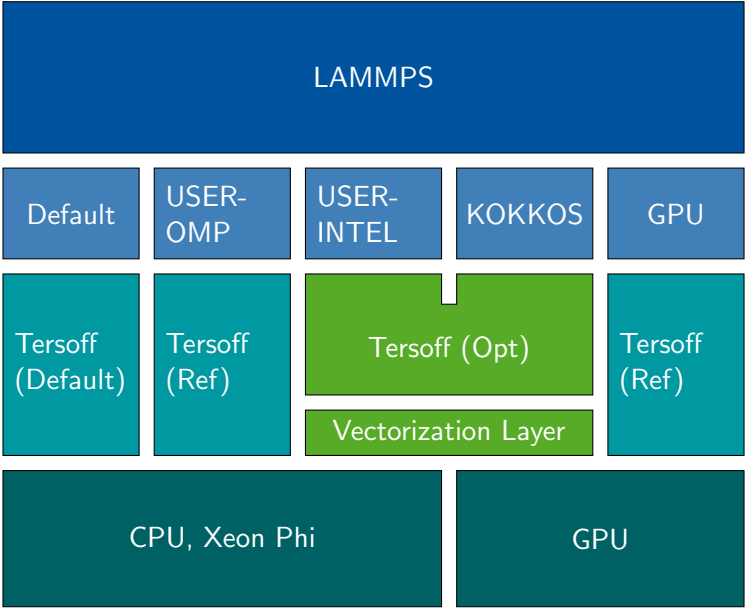 LAMMPS
Default
USER-
OMP
USER-
INTEL
KOKKOS
GPU
Tersoff
(Default)
Tersoff
(Ref)
Tersoff (Opt)
Tersoff
(Ref)
Vectorization Layer
CPU, Xeon Phi
GPU